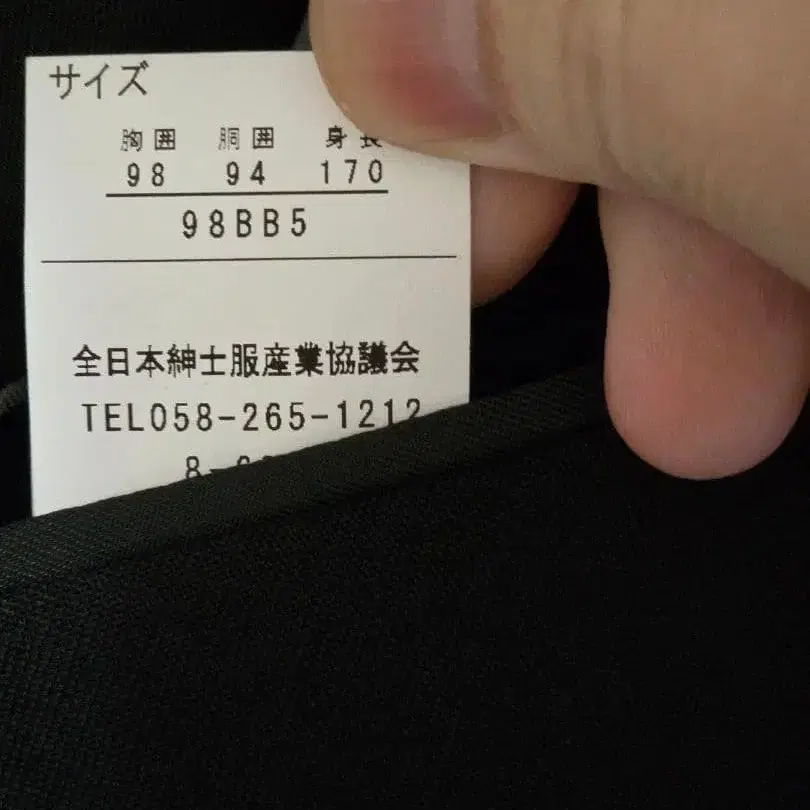 サイズ
胸囲 胴囲 身長
98 94 170
98BB5
全日本紳士服産業協議会
TEL058-265-1212
8-